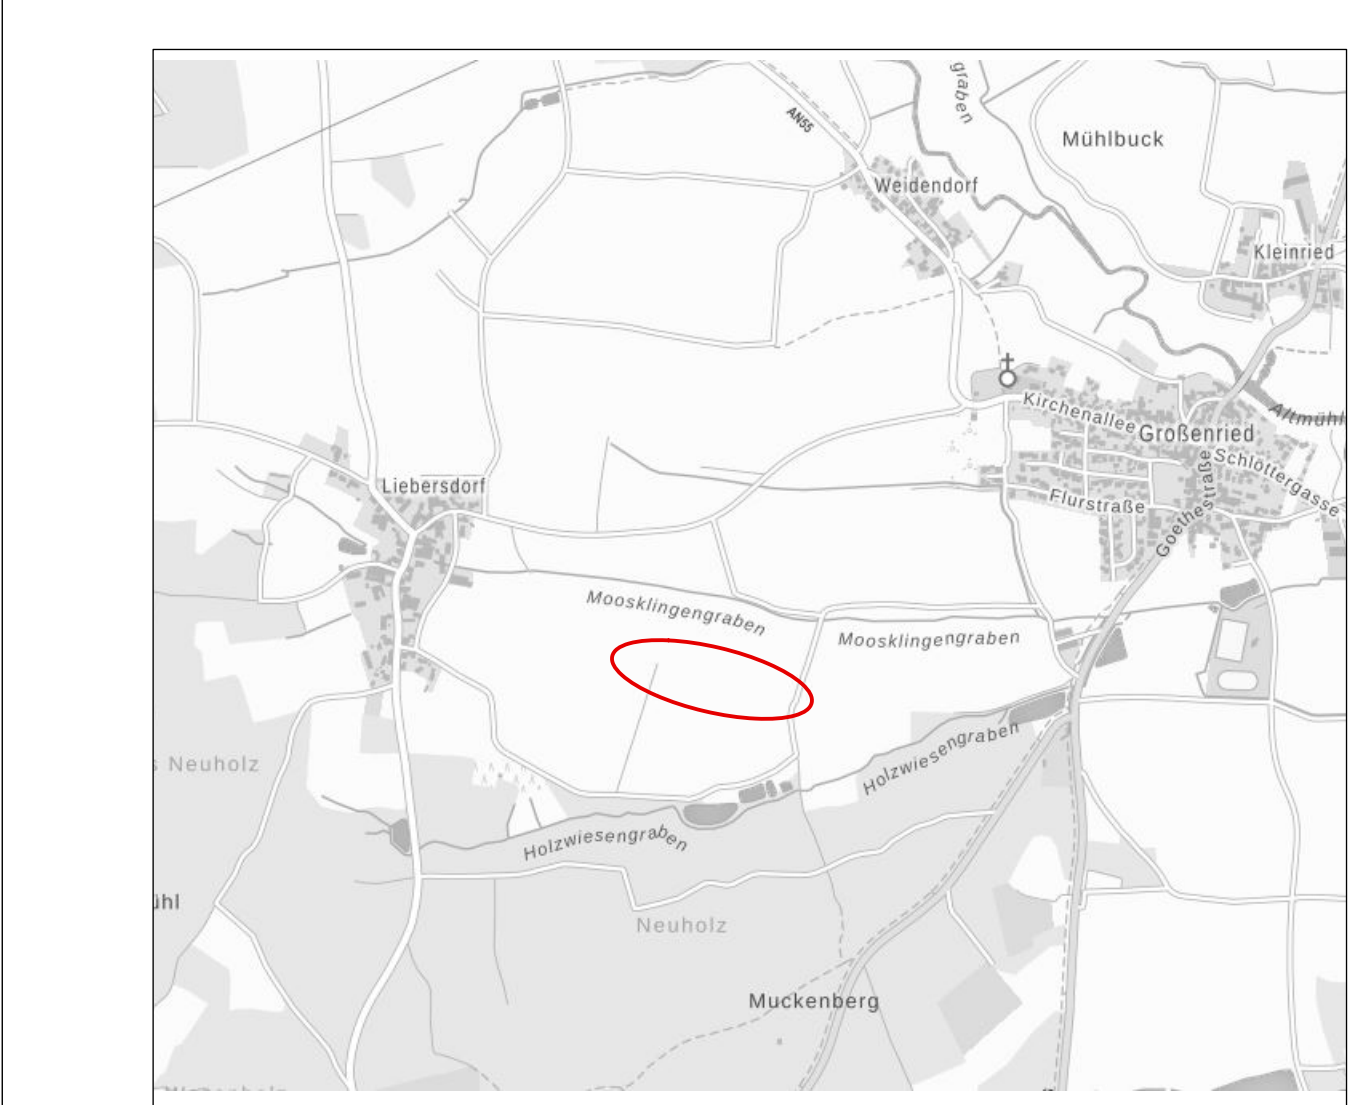 graben
AN55
Mühlbuck
Weidendorf
Kleinried
Kirchenallee
Altmühl
Großenried
Schlöttergasse
Liebersdorf
Flurstraße
Goethestraße
Moosklingengraben
Moosklingengraben
Neuholz
Holzwiesengraben
Holzwiesengraben
ühl
Neuholz
Muckenberg